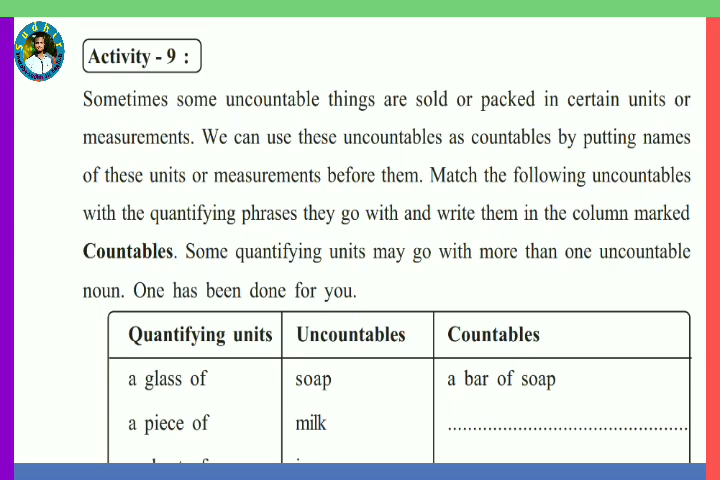 Sudhir
Activity - 9 :
Sometimes some uncountable things are sold or packed in certain units or
measurements. We can use these uncountables as countables by putting names
of these units or measurements before them. Match the following uncountables
with the quantifying phrases they go with and write them in the column marked
Countables. Some quantifying units may go with more than one uncountable
noun. One has been done for you.
Quantifying units Uncountables Countables
a glass of soap a bar of soap
a piece of milk ................................................